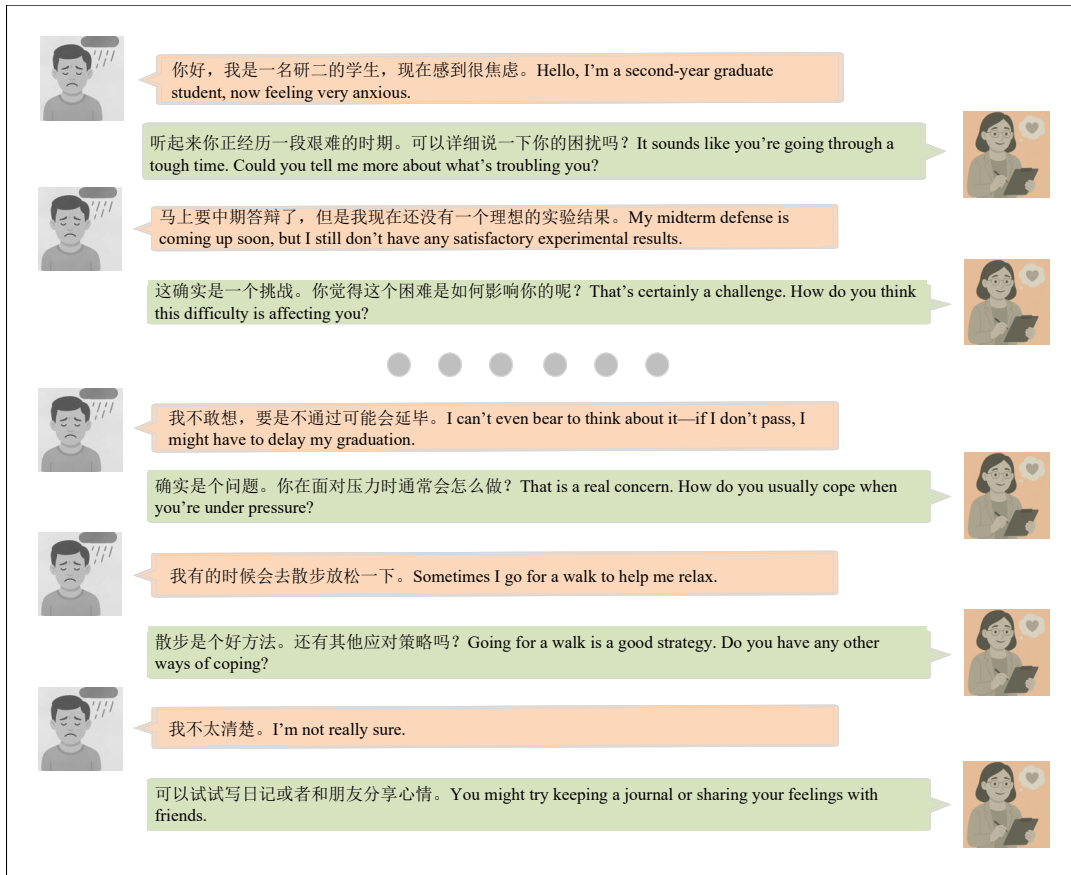 你好，我是一名研二的学生，现在感到很焦虑。Hello, I’m a second-year graduate
student, now feeling very anxious.
听起来你正经历一段艰难的时期。可以详细说一下你的困扰吗？It sounds like you’re going through a
tough time. Could you tell me more about what’s troubling you?
马上要中期答辩了，但是我现在还没有一个理想的实验结果。My midterm defense is
coming up soon, but I still don’t have any satisfactory experimental results.
这确实是一个挑战。你觉得这个困难是如何影响你的呢？That’s certainly a challenge. How do you think
this difficulty is affecting you?
我不敢想，要是不通过可能会延毕。I can’t even bear to think about it—if I don’t pass, I
might have to delay my graduation.
确实是个问题。你在面对压力时通常会怎么做？That is a real concern. How do you usually cope when
you’re under pressure?
我有的时候会去散步放松一下。Sometimes I go for a walk to help me relax.
散步是个好方法。还有其他应对策略吗？Going for a walk is a good strategy. Do you have any other
ways of coping?
我不太清楚。I’m not really sure.
可以试试写日记或者和朋友分享心情。You might try keeping a journal or sharing your feelings with
friends.